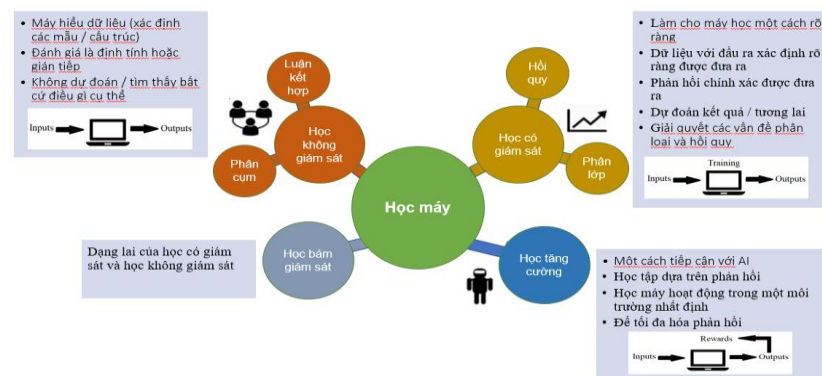 • Máy hiểu dữ liệu (xác định
các mẫu / cấu trúc)
• Đánh giá là định tính hoặc
gián tiếp
• Không dự đoán / tìm thấy bất
cứ điều gì cụ thể
Inputs
Outputs
Luận
kết
hợp
Học
không
giám sát
Phân
cụm
Hồi
quy
Học có
giám sát
Phân
lớp
• Làm cho máy học một cách rõ
ràng
• Dữ liệu với đầu ra xác định rõ
ràng được đưa ra
• Phản hồi chính xác được đưa
ra
• Dự đoán kết quả / tương lai
• Giải quyết các vấn đề phân
loại và hồi quy
Training
Inputs
Outputs
Học máy
Dạng lai của học có giám
sát và học không giám sát
Học bám
giám sát
Học tăng
cường
• Một cách tiếp cận với AI
• Học tập dựa trên phản hồi
• Học máy hoạt động trong một môi
trường nhất định
• Để tối đa hóa phản hồi
Rewards
Inputs
Outputs